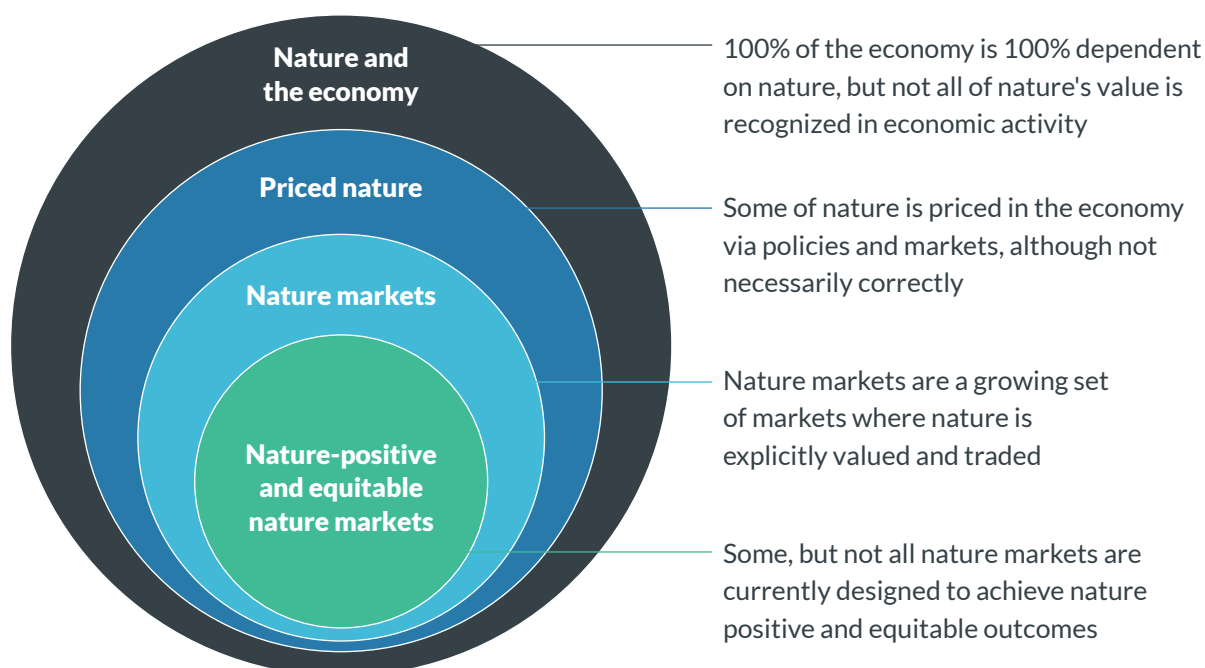 Nature and
the economy
100% of the economy is 100% dependent
on nature, but not all of nature's value is
recognized in economic activity
Priced nature
Some of nature is priced in the economy
via policies and markets, although not
necessarily correctly
Nature markets
Nature markets are a growing set
of markets where nature is
explicitly valued and traded
Nature-positive
and equitable
nature markets
Some, but not all nature markets are
currently designed to achieve nature
positive and equitable outcomes